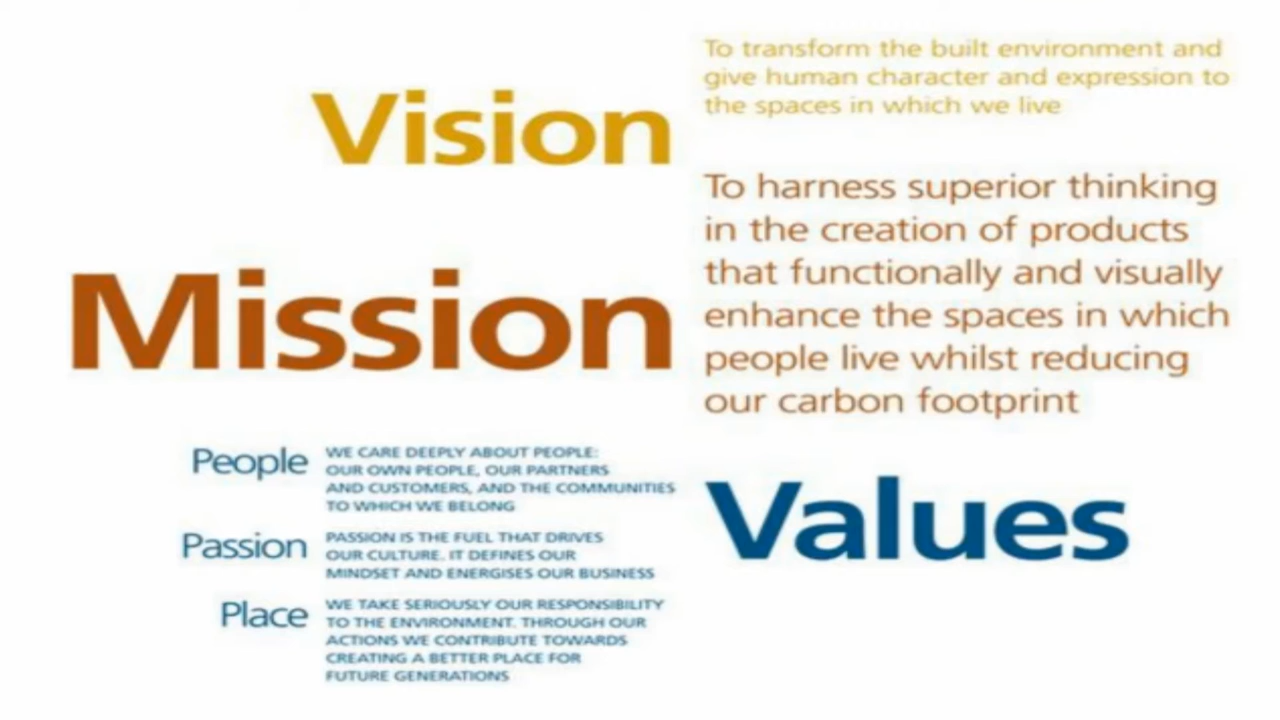 Vision
To transform the built environment and
give human character and expression to
the spaces in which we live
Mission
To harness superior thinking
in the creation of products
that functionally and visually
enhance the spaces in which
people live whilst reducing
our carbon footprint
Values
People
WE CARE DEEPLY ABOUT PEOPLE:
OUR OWN PEOPLE, OUR PARTNERS
AND CUSTOMERS, AND THE COMMUNITIES
TO WHICH WE BELONG
Passion
PASSION IS THE FUEL THAT DRIVES
OUR CULTURE. IT DEFINES OUR
MINDSET AND ENERGISES OUR BUSINESS
Place
WE TAKE SERIOUSLY OUR RESPONSIBILITY
TO THE ENVIRONMENT. THROUGH OUR
ACTIONS WE CONTRIBUTE TOWARDS
CREATING A BETTER PLACE FOR
FUTURE GENERATIONS